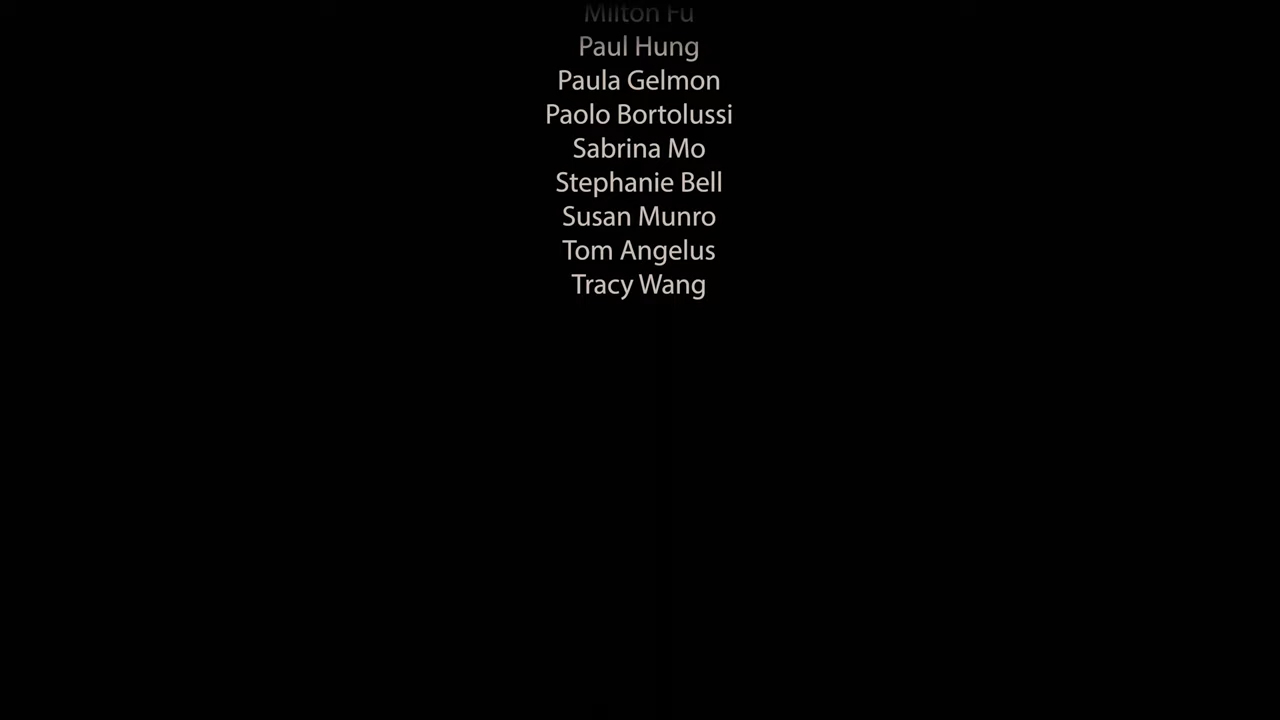 Milton Fu
Paul Hung
Paula Gelmon
Paolo Bortolussi
Sabrina Mo
Stephanie Bell
Susan Munro
Tom Angelus
Tracy Wang